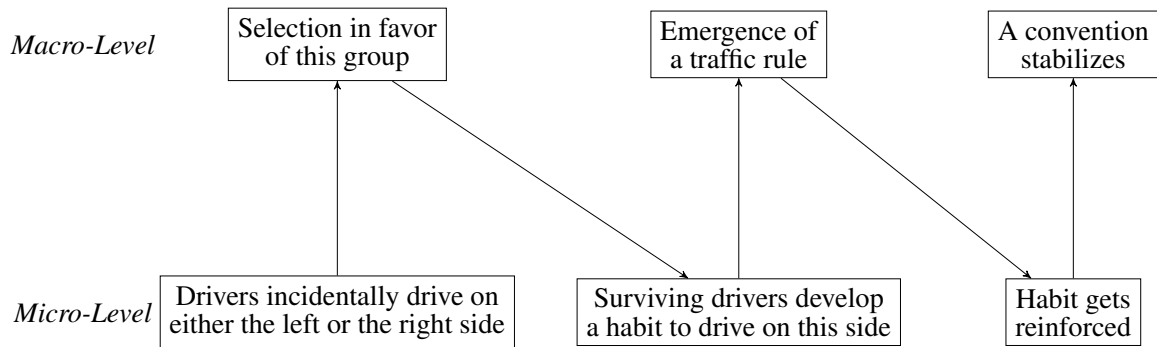 Macro-Level
Selection in favor
of this group
Emergence of
a traffic rule
A convention
stabilizes
Micro-Level
Drivers incidentally drive on
either the left or the right side
Surviving drivers develop
a habit to drive on this side
Habit gets
reinforced